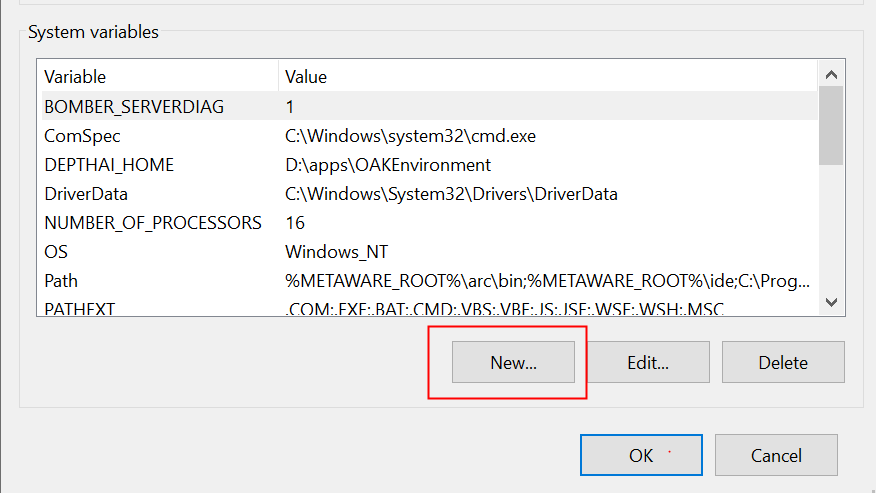 System variables
Variable Value
BOMBER_SERVERDIAG 1
ComSpec C:\Windows\system32\cmd.exe
DEPTHAI_HOME D:\apps\OAKEnvironment
DriverData C:\Windows\System32\Drivers\DriverData
NUMBER_OF_PROCESSORS 16
OS Windows_NT
Path %METAWARE_ROOT%\arc\bin;%METAWARE_ROOT%\ide;C:\Prog...
PATHEXT .COM;.EXE;.BAT;.CMD;.VBS;.VBE;.JS;.JSE;.WSF;.WSH;.MSC
New... Edit... Delete
OK Cancel